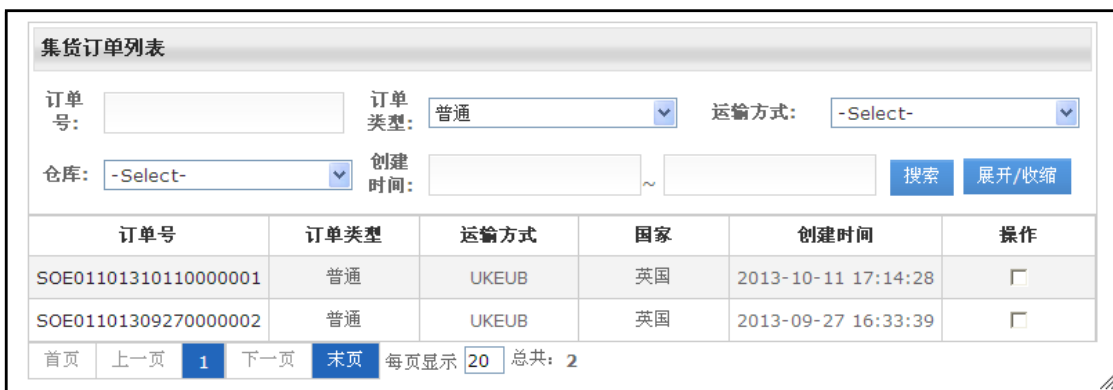 集货订单列表
订单号: 订单类型: 普通 运输方式: -Select-
仓库: -Select- 创建时间: ~ 搜索 展开/收缩
订单号 订单类型 运输方式 国家 创建时间 操作
SOE01101310110000001 普通 UKEUB 英国 2013-10-11 17:14:28
SOE01101309270000002 普通 UKEUB 英国 2013-09-27 16:33:39
首页 上一页 1 下一页 末页 每页显示 20 总共: 2